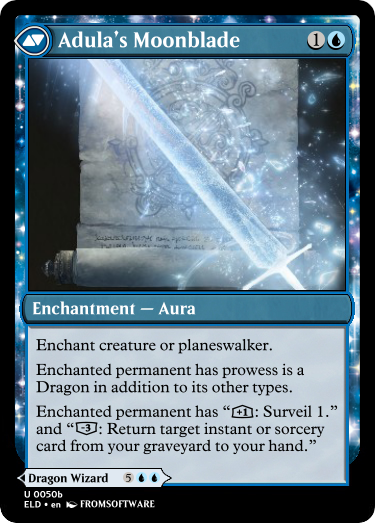 Adula's Moonblade 1
Enchantment — Aura
Enchant creature or planeswalker.
Enchanted permanent has prowess is a
Dragon in addition to its other types.
Enchanted permanent has “+1: Surveil 1.”
and “-3: Return target instant or sorcery
card from your graveyard to your hand.”
Dragon Wizard 5
U 0050b
ELD • en FROMSOFTWARE